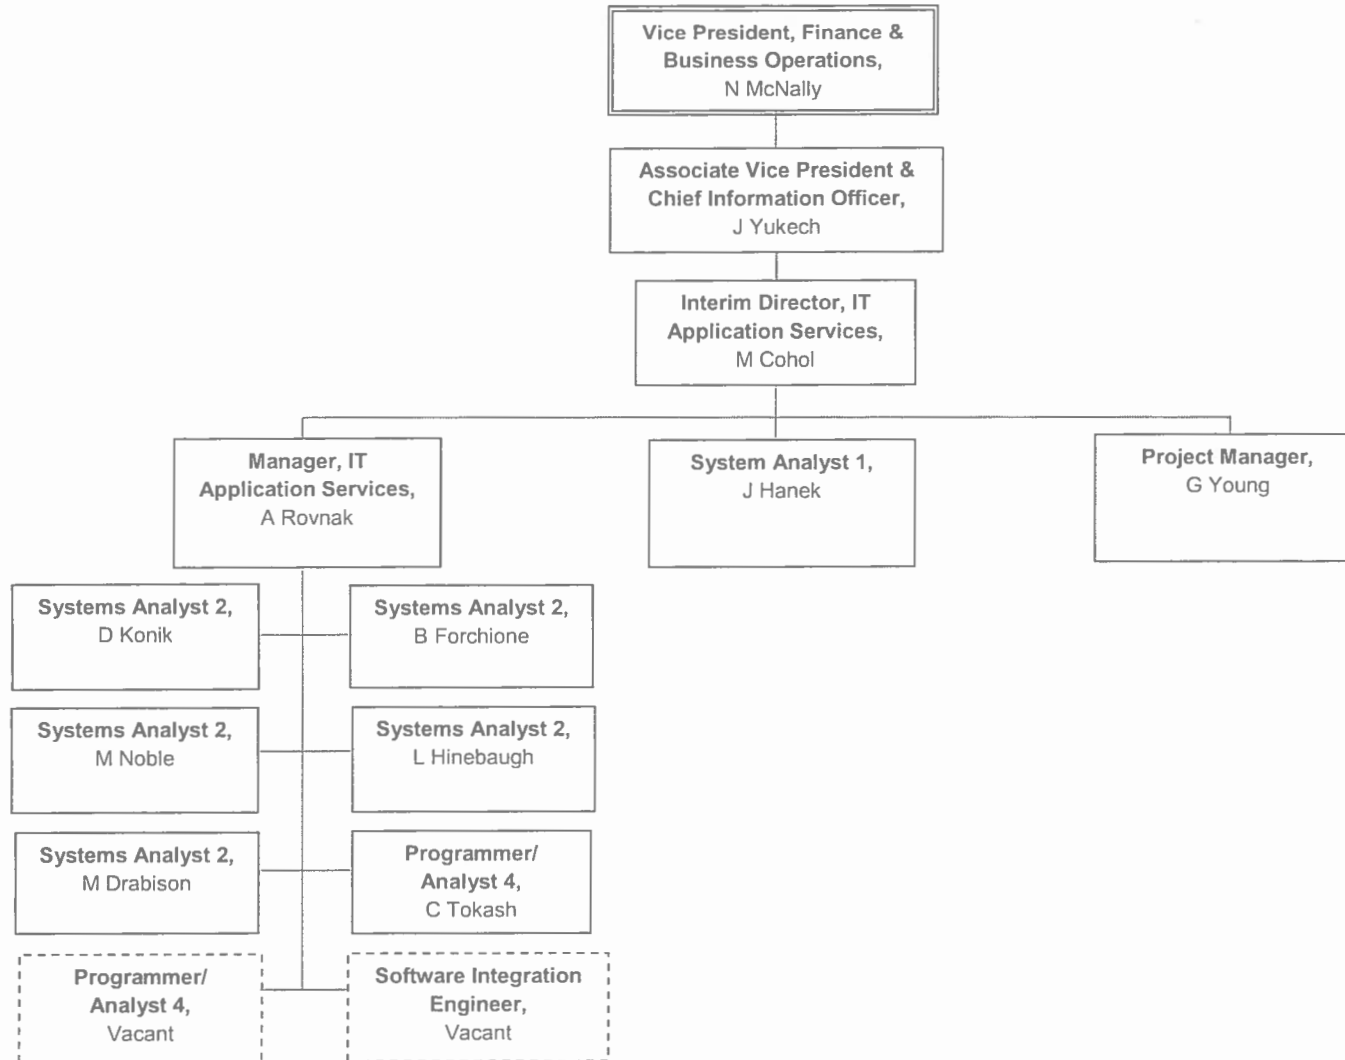 Vice President, Finance &
Business Operations,
N McNally
Associate Vice President &
Chief Information Officer,
J Yukech
Interim Director, IT
Application Services,
M Cohol
Manager, IT
Application Services,
A Rovnak
System Analyst 1,
J Hanek
Project Manager,
G Young
Systems Analyst 2,
D Konik
Systems Analyst 2,
B Forchione
Systems Analyst 2,
M Noble
Systems Analyst 2,
L Hinebaugh
Systems Analyst 2,
M Drabison
Programmer/
Analyst 4,
C Tokash
Programmer/
Analyst 4,
Vacant
Software Integration
Engineer,
Vacant